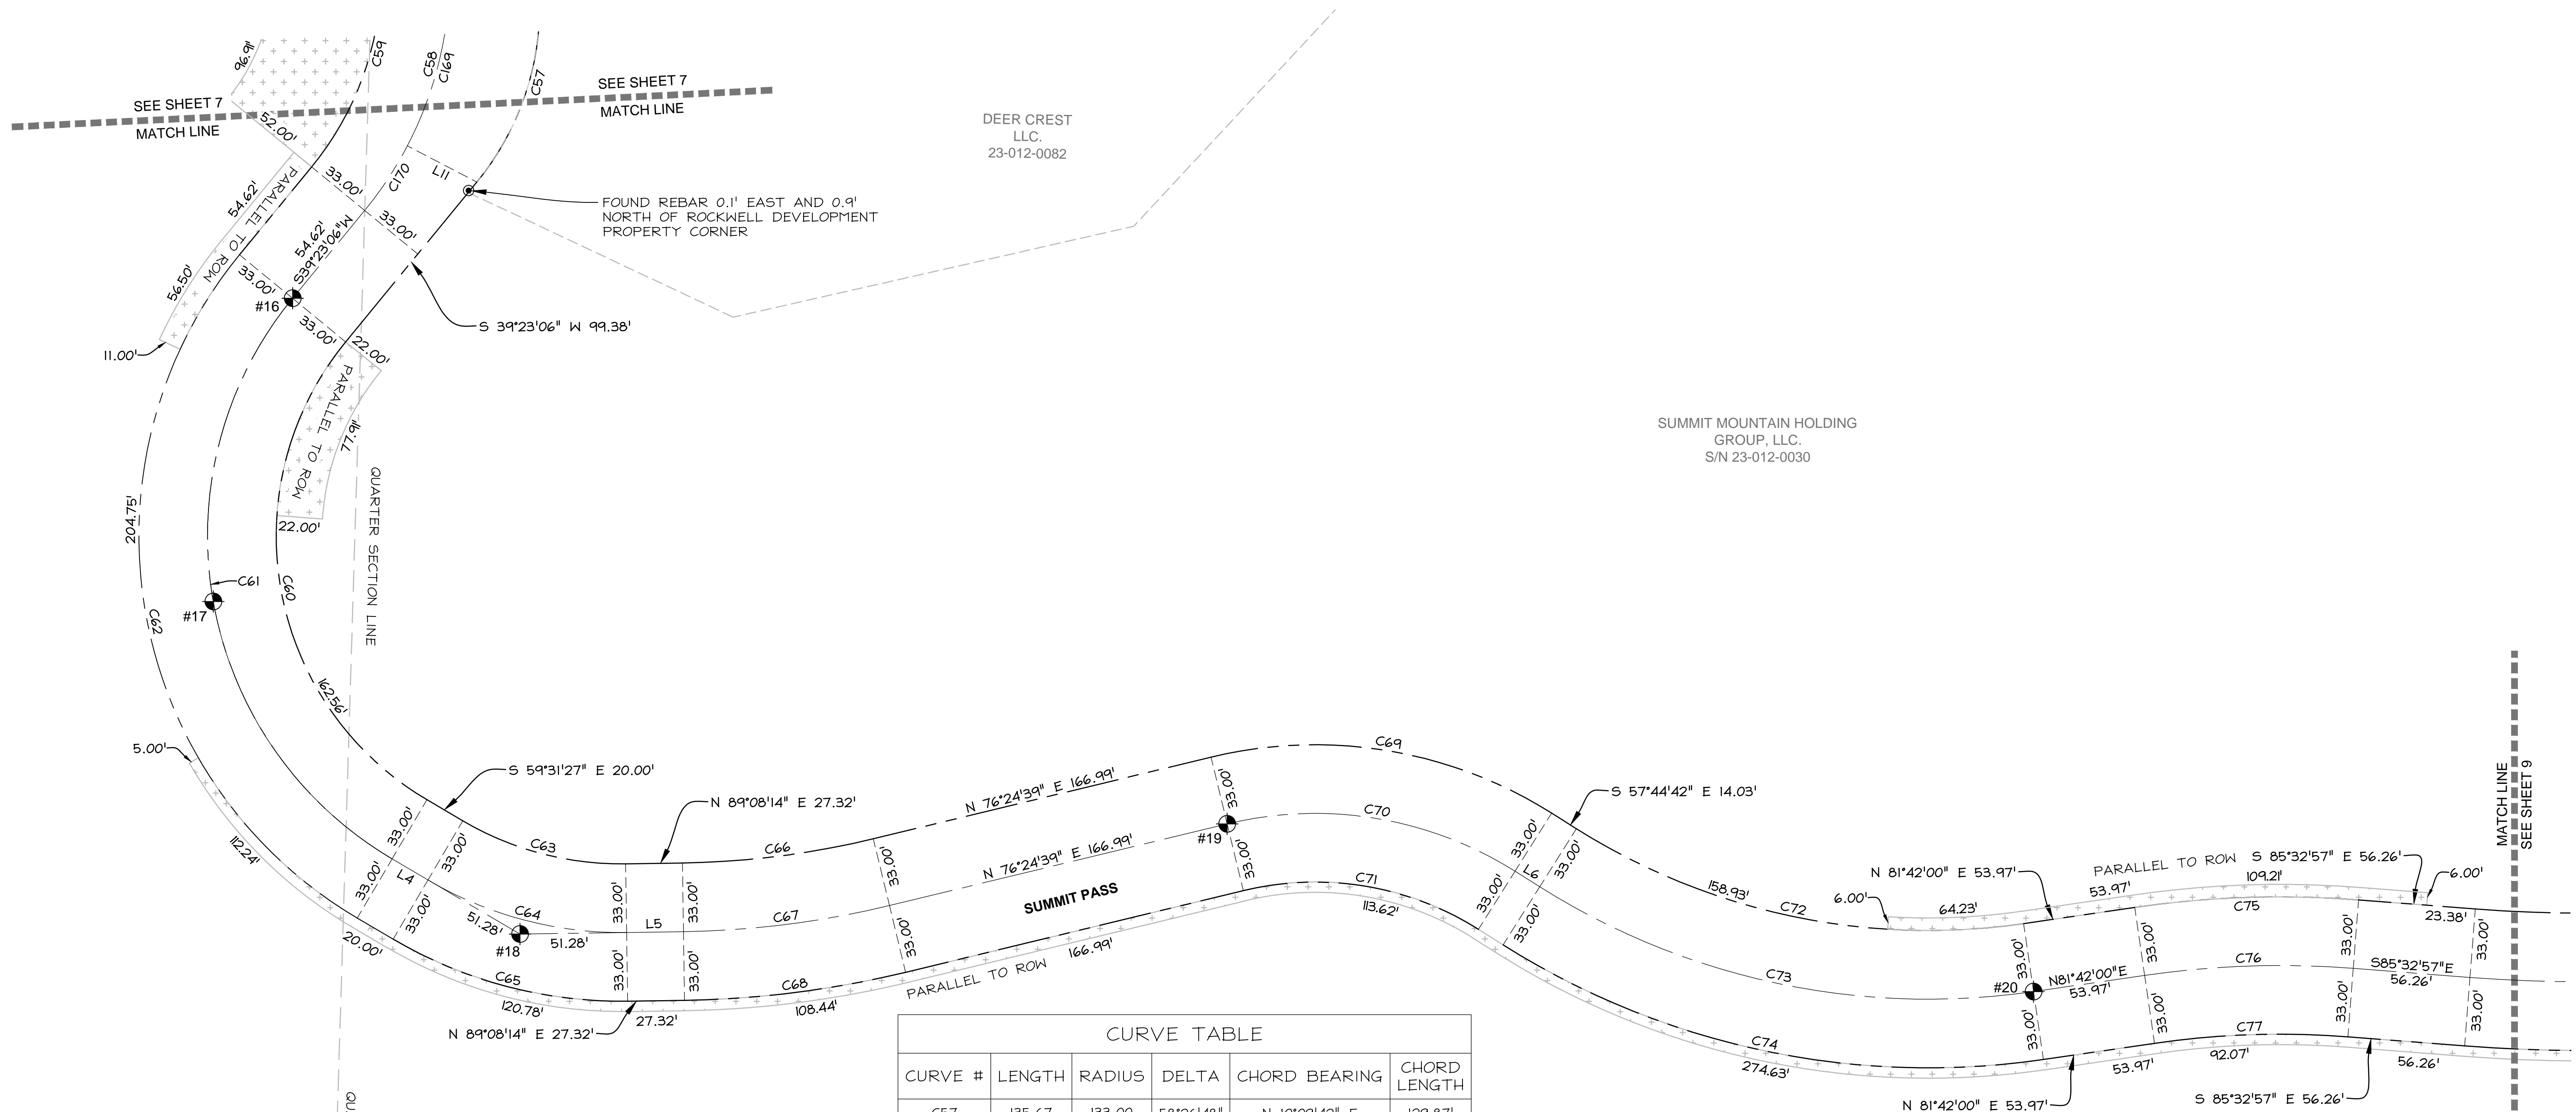 96.91'
C59
C58
C169
C57
SEE SHEET 7
MATCH LINE
SEE SHEET 7
MATCH LINE
DEER CREST
LLC.
23-012-0082
52.00'
PARALLEL TO ROW
54.62'
33.00'
C170
L11
33.00'
FOUND REBAR 0.1' EAST AND 0.9'
NORTH OF ROCKWELL DEVELOPMENT
PROPERTY CORNER
54.62'
S39°23'06"W
56.50'
33.00'
#16
33.00'
S 39°23'06" W 99.38'
11.00'
22.00'
PARALLEL TO ROW
77.91'
22.00'
SUMMIT MOUNTAIN HOLDING
GROUP, LLC.
S/N 23-012-0030
QUARTER SECTION LINE
204.75'
C61
C60
#17
C62
162.56'
5.00'
S 59°31'27" E 20.00'
N 89°08'14" E 27.32'
N 76°24'39" E 166.99'
33.00'
C69
S 57°44'42" E 14.03'
MATCH LINE
SEE SHEET 9
112.24'
33.00'
33.00'
L4
33.00'
33.00'
C63
C66
33.00'
N 76°24'39" E 166.99'
#19
33.00'
C70
C71
113.62'
33.00'
33.00'
L6
33.00'
33.00'
158.93'
C72
6.00'
64.23'
N 81°42'00" E 53.97'
53.97'
PARALLEL TO ROW
S 85°32'57" E 56.26'
109.21'
6.00'
C75
23.38'
20.00'
51.28'
C64
#18
51.28'
33.00'
33.00'
L5
C67
SUMMIT PASS
33.00'
33.00'
33.00'
C65
120.78'
27.32'
C68
108.44'
PARALLEL TO ROW
166.99'
N 89°08'14" E 27.32'
C73
33.00'
#20
N81°42'00"E
53.97'
33.00'
33.00'
33.00'
C76
33.00'
33.00'
S85°32'57"E
56.26'
33.00'
33.00'
C74
274.63'
N 81°42'00" E 53.97'
53.97'
C77
92.07'
56.26'
S 85°32'57" E 56.26'
CURVE TABLE
CURVE # LENGTH RADIUS DELTA CHORD BEARING CHORD LENGTH